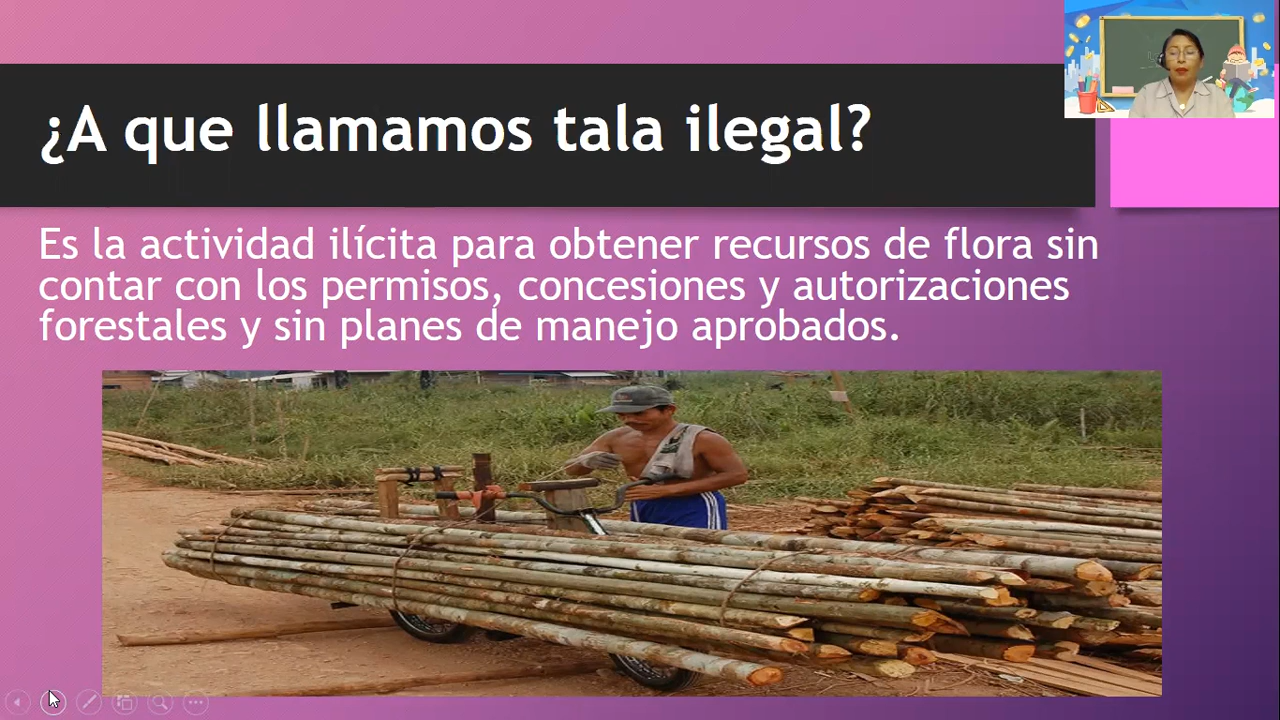 ¿A que llamamos tala ilegal?
Es la actividad ilícita para obtener recursos de flora sin
contar con los permisos, concesiones y autorizaciones
forestales y sin planes de manejo aprobados.